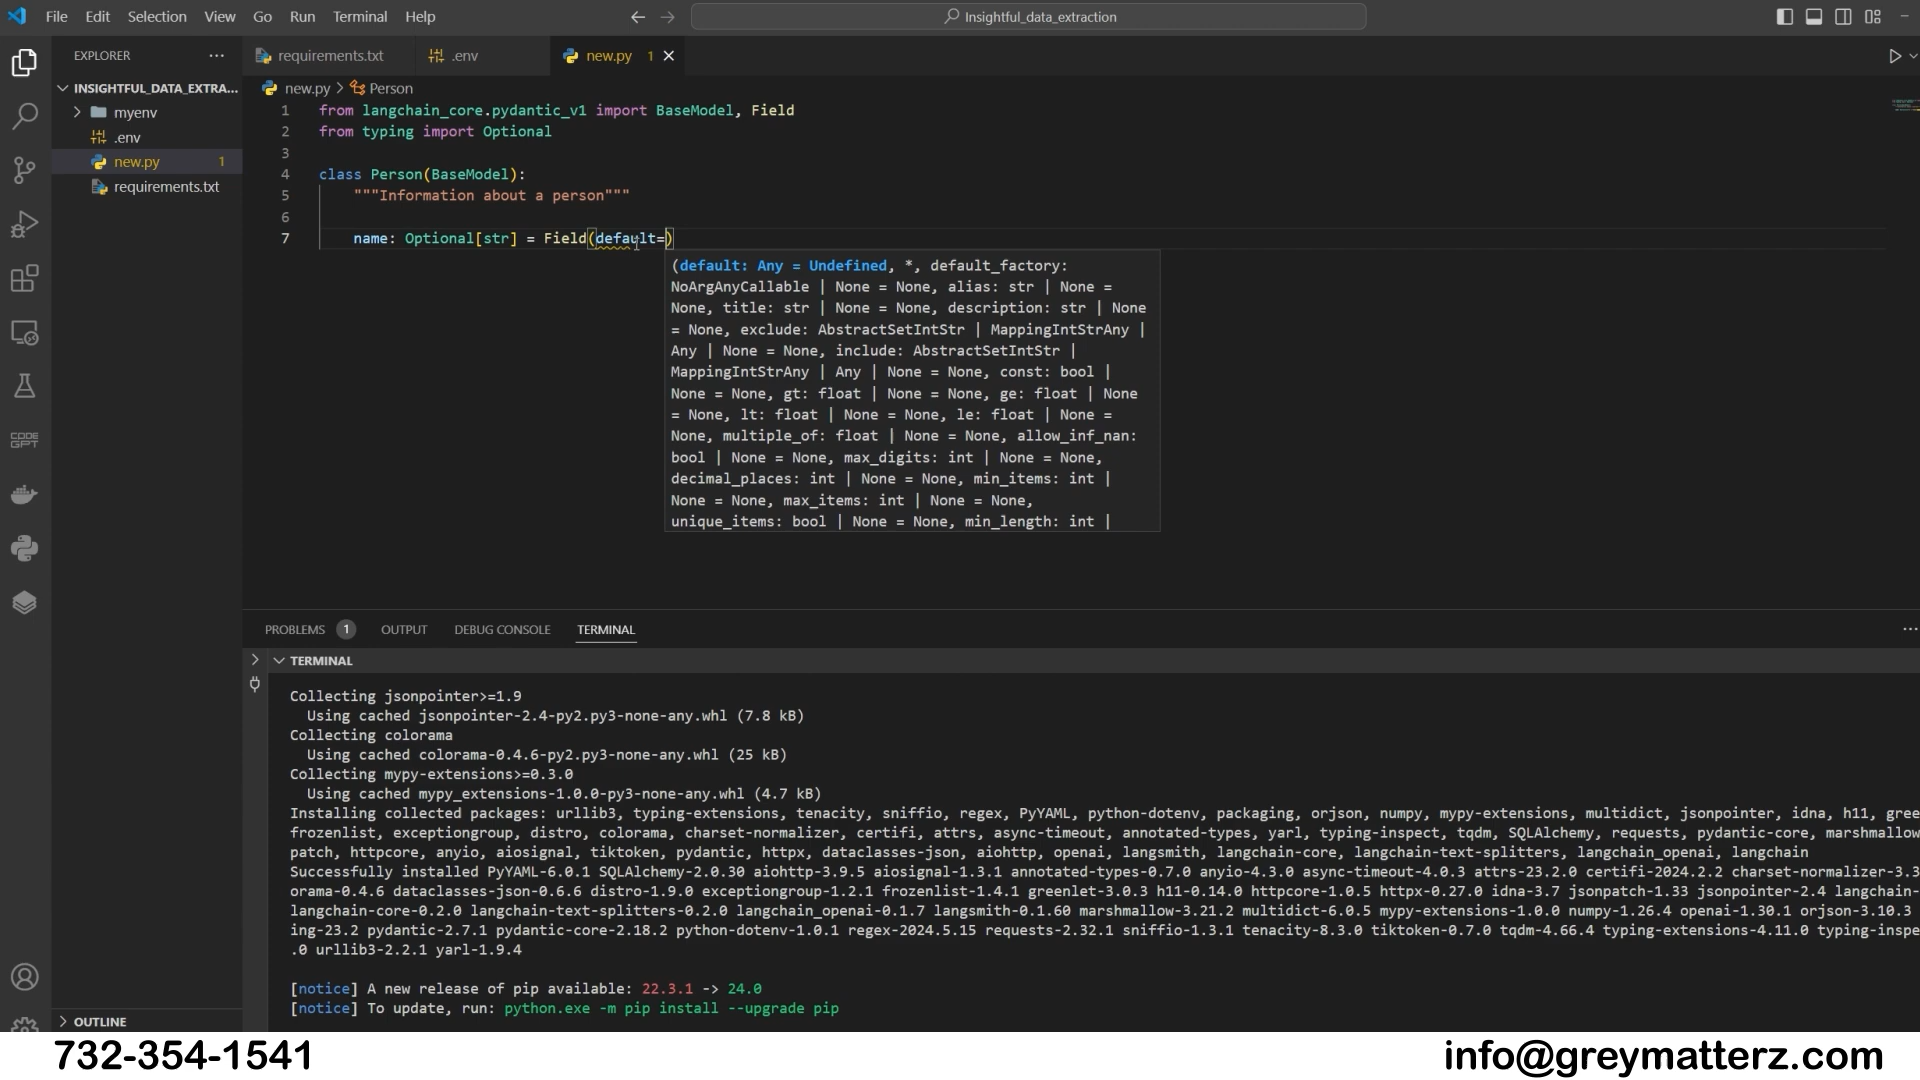 File Edit Selection View Go Run Terminal Help
Insightful_data_extraction
EXPLORER
INSIGHTFUL_DATA_EXTRA...
myenv
.env
new.py 1
requirements.txt
OUTLINE
CODE GPT
requirements.txt .env new.py 1
new.py > Person
1 from langchain_core.pydantic_v1 import BaseModel, Field
2 from typing import Optional
3
4 class Person(BaseModel):
5 """Information about a person"""
6
7 name: Optional[str] = Field(default=)
(default: Any = Undefined, *, default_factory:
NoArgAnyCallable | None = None, alias: str | None =
None, title: str | None = None, description: str | None
= None, exclude: AbstractSetIntStr | MappingIntStrAny |
Any | None = None, include: AbstractSetIntStr |
MappingIntStrAny | Any | None = None, const: bool |
None = None, gt: float | None = None, ge: float | None
= None, lt: float | None = None, le: float | None =
None, multiple_of: float | None = None, allow_inf_nan:
bool | None = None, max_digits: int | None = None,
decimal_places: int | None = None, min_items: int |
None = None, max_items: int | None = None,
unique_items: bool | None = None, min_length: int |
PROBLEMS 1 OUTPUT DEBUG CONSOLE TERMINAL
TERMINAL
Collecting jsonpointer>=1.9
Using cached jsonpointer-2.4-py2.py3-none-any.whl (7.8 kB)
Collecting colorama
Using cached colorama-0.4.6-py2.py3-none-any.whl (25 kB)
Collecting mypy-extensions>=0.3.0
Using cached mypy_extensions-1.0.0-py3-none-any.whl (4.7 kB)
Installing collected packages: urllib3, typing-extensions, tenacity, sniffio, regex, PyYAML, python-dotenv, packaging, orjson, numpy, mypy-extensions, multidict, jsonpointer, idna, h11, gree
frozenlist, exceptiongroup, distro, colorama, charset-normalizer, certifi, attrs, async-timeout, annotated-types, yarl, typing-inspect, tqdm, SQLAlchemy, requests, pydantic-core, marshmallow
patch, httpcore, anyio, aiosignal, tiktoken, pydantic, httpx, dataclasses-json, aiohttp, openai, langsmith, langchain-core, langchain-text-splitters, langchain_openai, langchain
Successfully installed PyYAML-6.0.1 SQLAlchemy-2.0.30 aiohttp-3.9.5 aiosignal-1.3.1 annotated-types-0.7.0 anyio-4.3.0 async-timeout-4.0.3 attrs-23.2.0 certifi-2024.2.2 charset-normalizer-3.3
orama-0.4.6 dataclasses-json-0.6.6 distro-1.9.0 exceptiongroup-1.2.1 frozenlist-1.4.1 greenlet-3.0.3 h11-0.14.0 httpcore-1.0.5 httpx-0.27.0 idna-3.7 jsonpatch-1.33 jsonpointer-2.4 langchain-
langchain-core-0.2.0 langchain-text-splitters-0.2.0 langchain_openai-0.1.7 langsmith-0.1.60 marshmallow-3.21.2 multidict-6.0.5 mypy-extensions-1.0.0 numpy-1.26.4 openai-1.30.1 orjson-3.10.3
ing-23.2 pydantic-2.7.1 pydantic-core-2.18.2 python-dotenv-1.0.1 regex-2024.5.15 requests-2.32.1 sniffio-1.3.1 tenacity-8.3.0 tiktoken-0.7.0 tqdm-4.66.4 typing-extensions-4.11.0 typing-inspe
.0 urllib3-2.2.1 yarl-1.9.4
[notice] A new release of pip available: 22.3.1 -> 24.0
[notice] To update, run: python.exe -m pip install --upgrade pip
732-354-1541
info@greymatterz.com